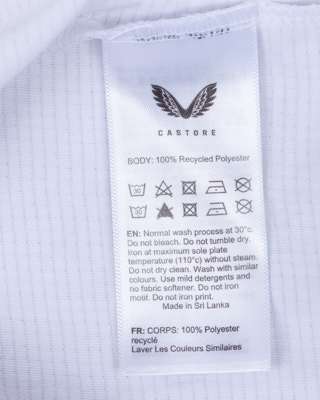 CASTORE
BODY: 100% Recycled Polyester
EN: Normal wash process at 30°c.
Do not bleach. Do not tumble dry.
Iron at maximum sole plate
temperature (110°c) without steam.
Do not dry clean. Wash with similar
colours. Use mild detergents and
no fabric softener. Do not iron
motif. Do not iron print.
Made in Sri Lanka
FR: CORPS: 100% Polyester
recyclé
Laver Les Couleurs Similaires